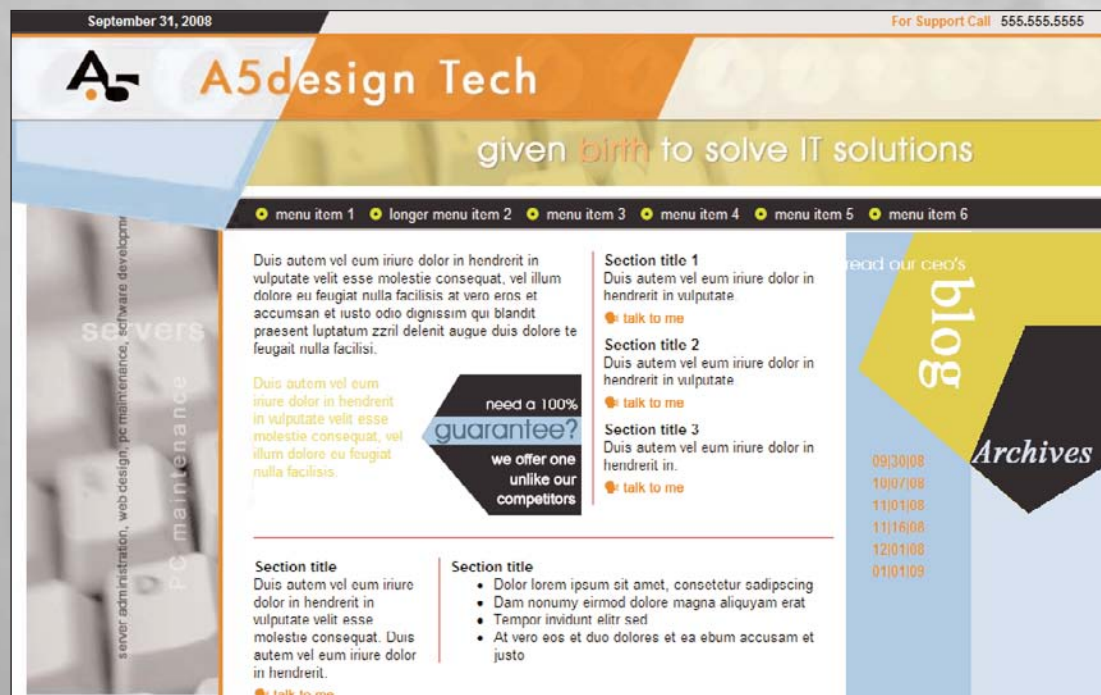 September 31, 2008
For Support Call 555.555.5555
A5
A5design Tech
given birth to solve IT solutions
menu item 1 longer menu item 2 menu item 3 menu item 4 menu item 5 menu item 6
servers
PC maintenance
server administration, web design, pc maintenance, software developm
Duis autem vel eum iriure dolor in hendrerit in
vulputate velit esse molestie consequat, vel illum
dolore eu feugiat nulla facilisis at vero eros et
accumsan et iusto odio dignissim qui blandit
praesent luptatum zzril delenit augue duis dolore te
feugait nulla facilisi.
Duis autem vel eum
iriure dolor in hendrerit
in vulputate velit esse
molestie consequat, vel
illum dolore eu feugiat
nulla facilisis.
need a 100%
guarantee?
we offer one
unlike our
competitors
Section title 1
Duis autem vel eum iriure dolor in
hendrerit in vulputate.
talk to me
Section title 2
Duis autem vel eum iriure dolor in
hendrerit in vulputate.
talk to me
Section title 3
Duis autem vel eum iriure dolor in
hendrerit in.
talk to me
read our ceo's
blog
Archives
09|30|08
10|07|08
11|01|08
11|16|08
12|01|08
01|01|09
Section title
Duis autem vel eum iriure
dolor in hendrerit in
vulputate velit esse
molestie consequat. Duis
autem vel eum iriure dolor
in hendrerit.
talk to me
Section title
• Dolor lorem ipsum sit amet, consetetur sadipscing
• Dam nonumy eirmod dolore magna aliquyam erat
• Tempor invidunt elitr sed
• At vero eos et duo dolores et ea ebum accusam et
justo